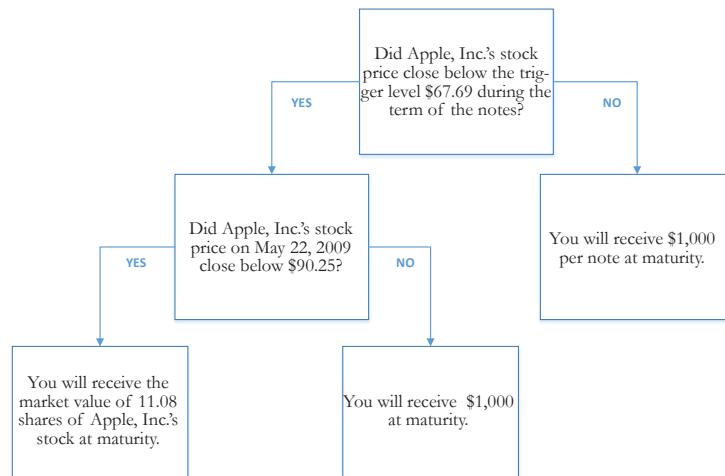 Did Apple, Inc.'s stock
price close below the trig-
ger level $67.69 during the
term of the notes?
YES
NO
Did Apple, Inc.'s stock
price on May 22, 2009
close below $90.25?
You will receive $1,000
per note at maturity.
YES
NO
You will receive the
market value of 11.08
shares of Apple, Inc.'s
stock at maturity.
You will receive $1,000
at maturity.